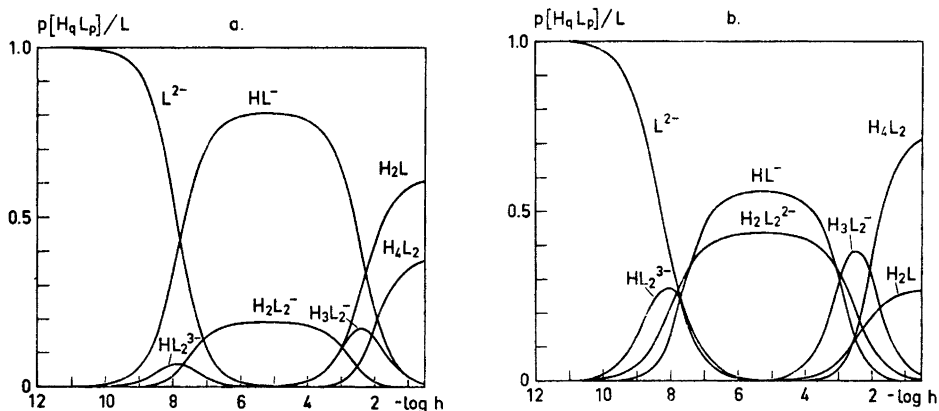 p[HqLp]/L a.
1.0
0.5
0
L²⁻
HL⁻
H₂L
H₄L₂
H₂L₂⁻
H₃L₂⁻
HL₂³⁻
12 10 8 6 4 2 -log h
p[HqLp]/L b.
1.0
0.5
0
L²⁻
H₄L₂
HL⁻
H₂L₂²⁻
H₃L₂⁻
HL₂³⁻
H₂L
12 10 8 6 4 2 -log h